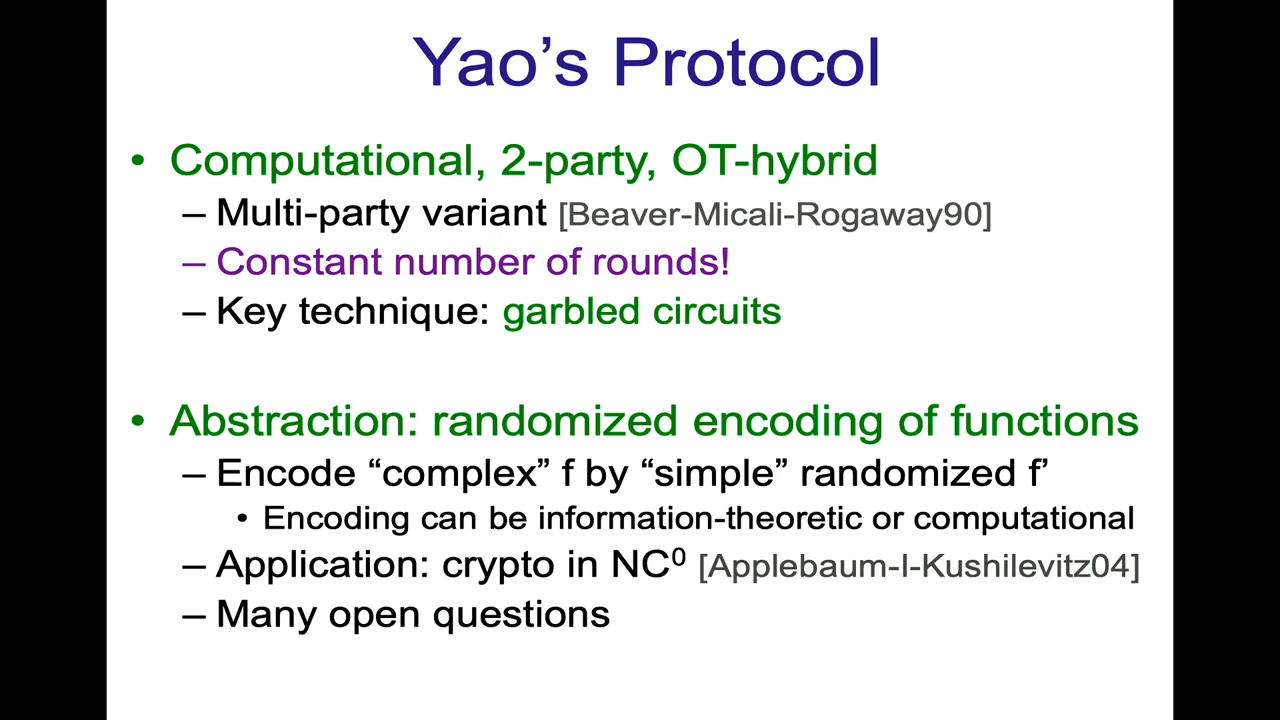 Yao’s Protocol
• Computational, 2-party, OT-hybrid
– Multi-party variant [Beaver-Micali-Rogaway90]
– Constant number of rounds!
– Key technique: garbled circuits
• Abstraction: randomized encoding of functions
– Encode “complex” f by “simple” randomized f’
• Encoding can be information-theoretic or computational
– Application: crypto in NC⁰ [Applebaum-I-Kushilevitz04]
– Many open questions